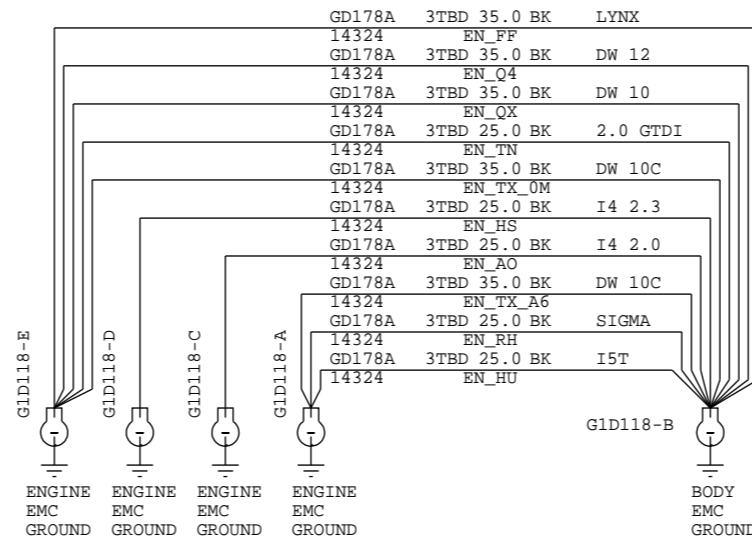 GD178A 3TBD 35.0 BK LYNX
14324 EN_FF
GD178A 3TBD 35.0 BK DW 12
14324 EN_Q4
GD178A 3TBD 35.0 BK DW 10
14324 EN_QX
GD178A 3TBD 25.0 BK 2.0 GTDI
14324 EN_TN
GD178A 3TBD 35.0 BK DW 10C
14324 EN_TX_0M
GD178A 3TBD 25.0 BK I4 2.3
14324 EN_HS
GD178A 3TBD 25.0 BK I4 2.0
14324 EN_AO
GD178A 3TBD 35.0 BK DW 10C
14324 EN_TX_A6
GD178A 3TBD 25.0 BK SIGMA
14324 EN_RH
GD178A 3TBD 25.0 BK I5T
14324 EN_HU
G1D118-E
G1D118-D
G1D118-C
G1D118-A
G1D118-B
-
-
-
-
-
ENGINE
EMC
GROUND
ENGINE
EMC
GROUND
ENGINE
EMC
GROUND
ENGINE
EMC
GROUND
BODY
EMC
GROUND